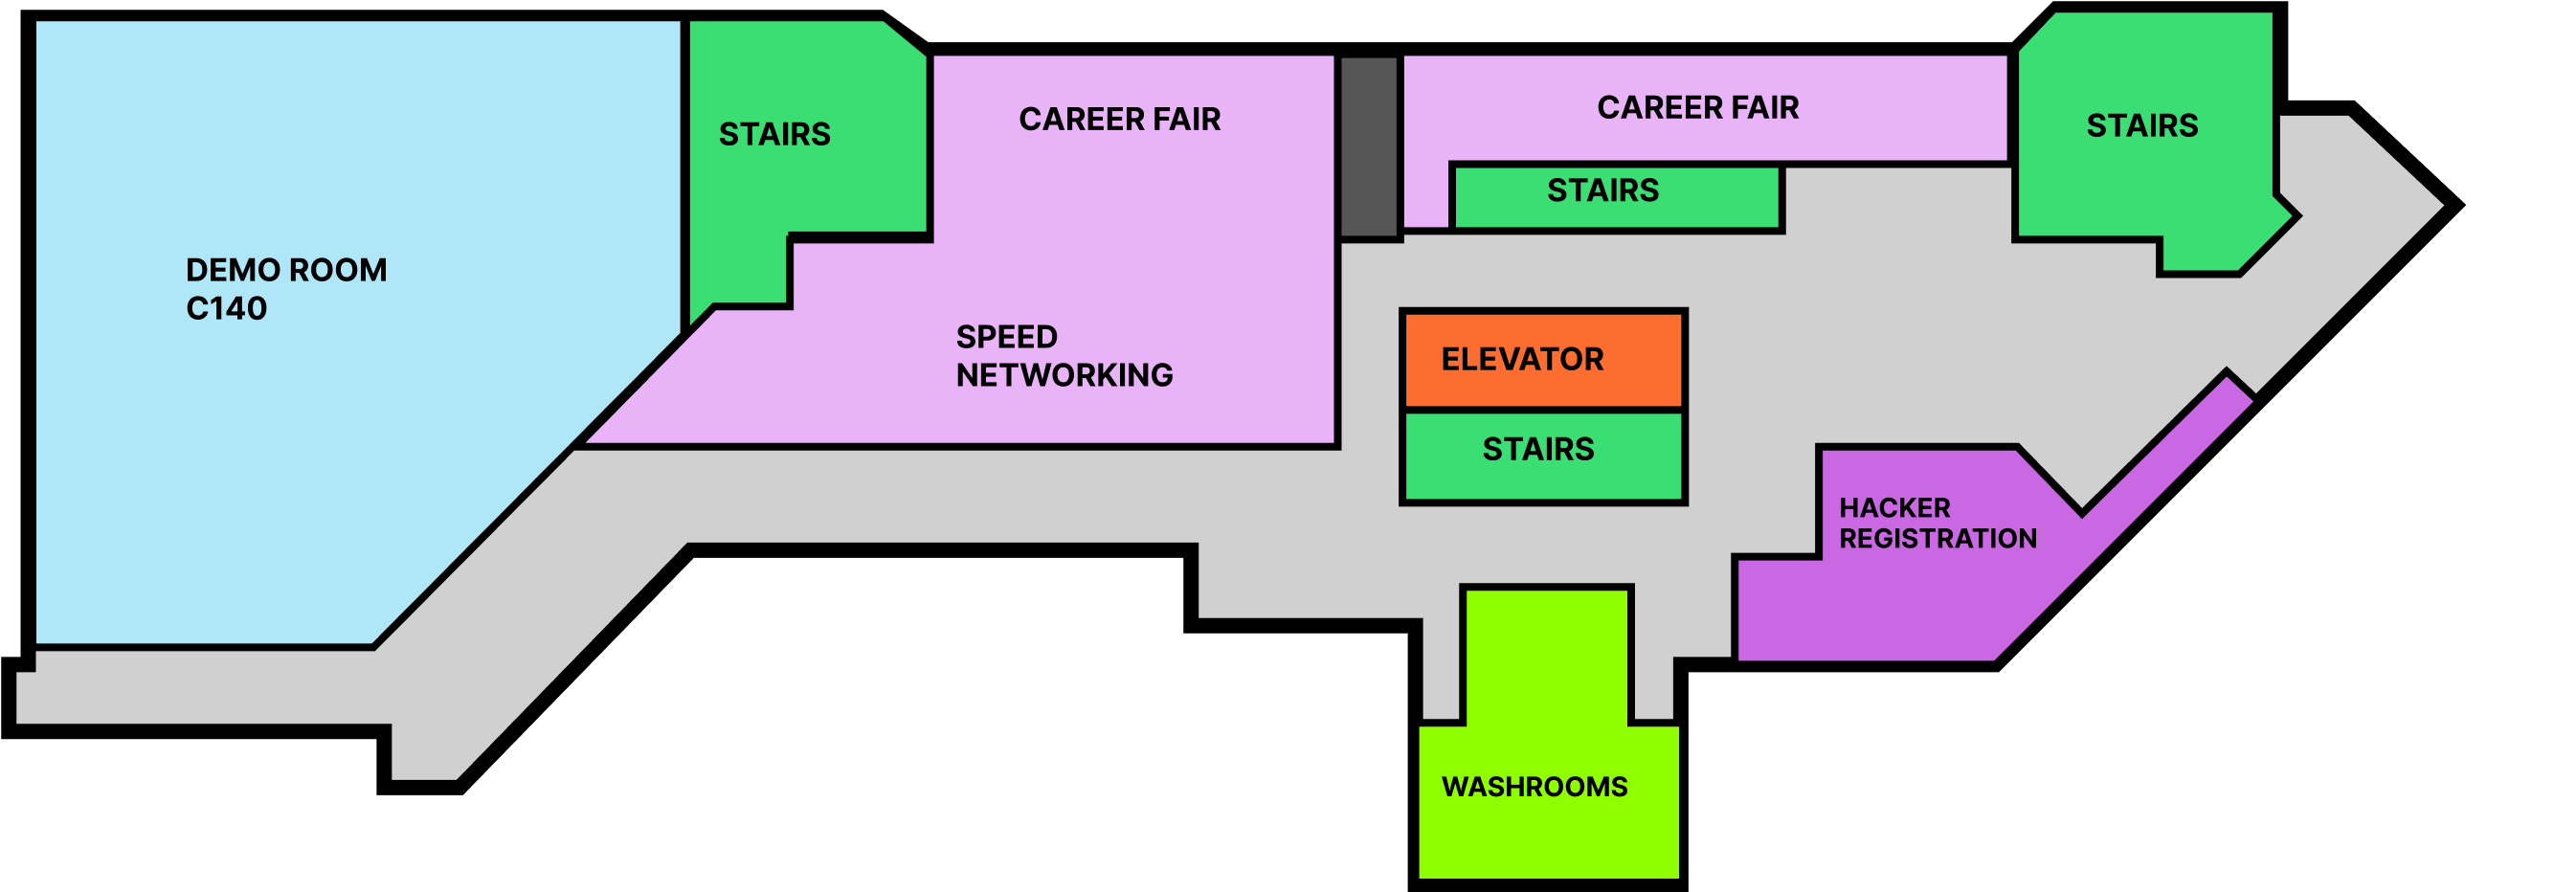 DEMO ROOM
C140
STAIRS
CAREER FAIR
SPEED
NETWORKING
CAREER FAIR
STAIRS
STAIRS
ELEVATOR
STAIRS
HACKER
REGISTRATION
WASHROOMS